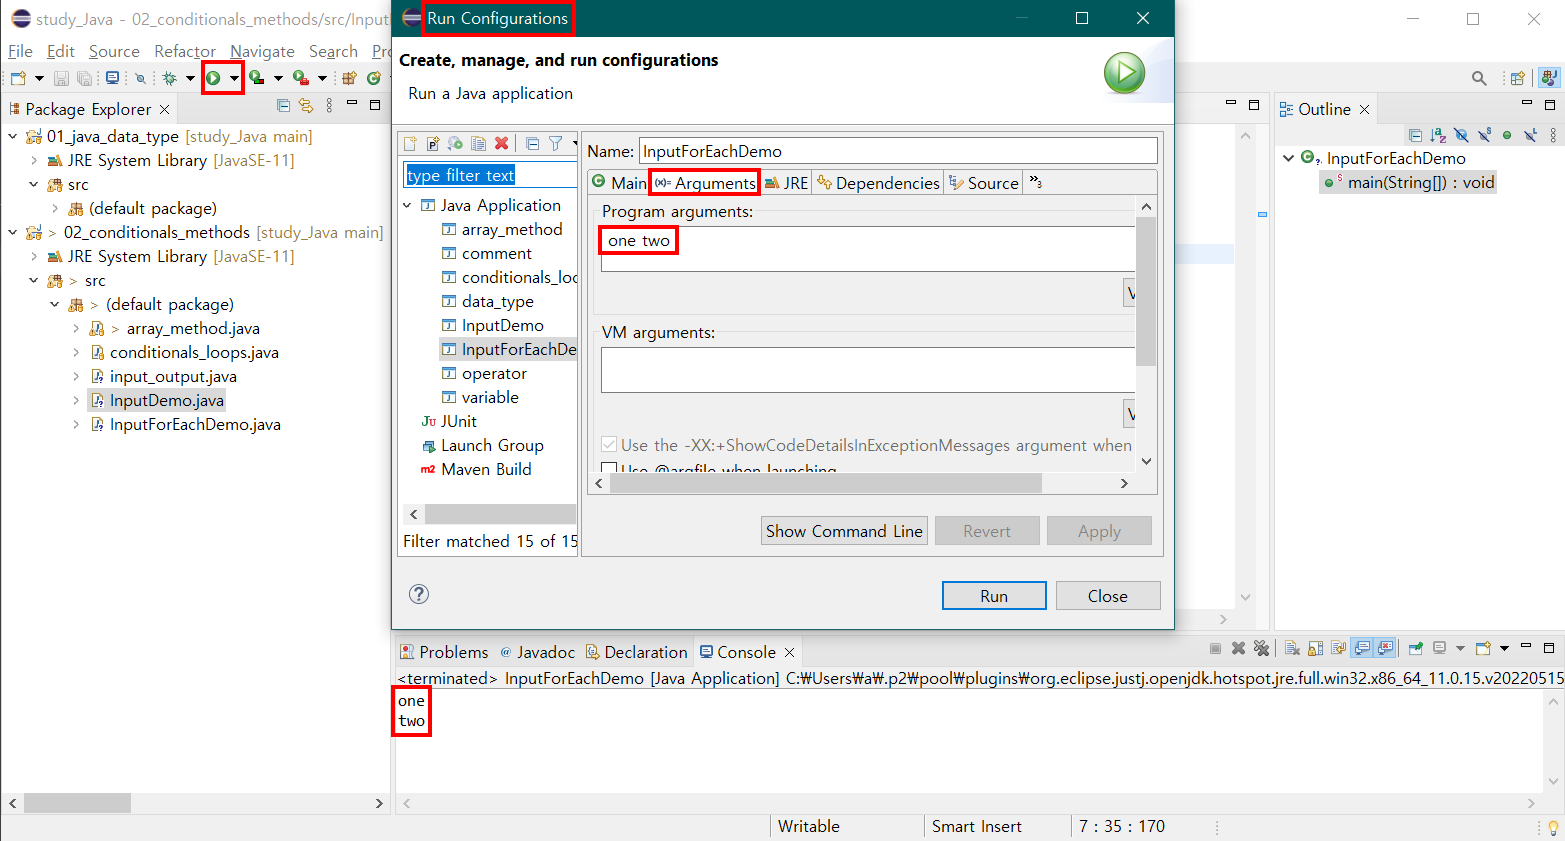 study_Java - 02_conditionals_methods/src/Input
File Edit Source Refactor Navigate Search
Package Explorer
01_java_data_type [study_Java main]
JRE System Library [JavaSE-11]
src
(default package)
> 02_conditionals_methods [study_Java main]
JRE System Library [JavaSE-11]
> src
> (default package)
> array_method.java
conditionals_loops.java
input_output.java
InputDemo.java
InputForEachDemo.java
Run Configurations
Create, manage, and run configurations
Run a Java application
type filter text
Java Application
array_method
comment
conditionals_loo
data_type
InputDemo
InputForEachDe
operator
variable
JUnit
Launch Group
Maven Build
Filter matched 15 of 15
Name: InputForEachDemo
Main (x)= Arguments JRE Dependencies Source »3
Program arguments:
one two
VM arguments:
Use the -XX:+ShowCodeDetailsInExceptionMessages argument when
Use @argfile when launching
Show Command Line Revert Apply
Run Close
Outline
InputForEachDemo
main(String[]) : void
Problems @ Javadoc Declaration Console
<terminated> InputForEachDemo [Java Application] C:₩Users₩a₩.p2₩pool₩plugins₩org.eclipse.justj.openjdk.hotspot.jre.full.win32.x86_64_11.0.15.v20220515
one
two
Writable Smart Insert 7 : 35 : 170